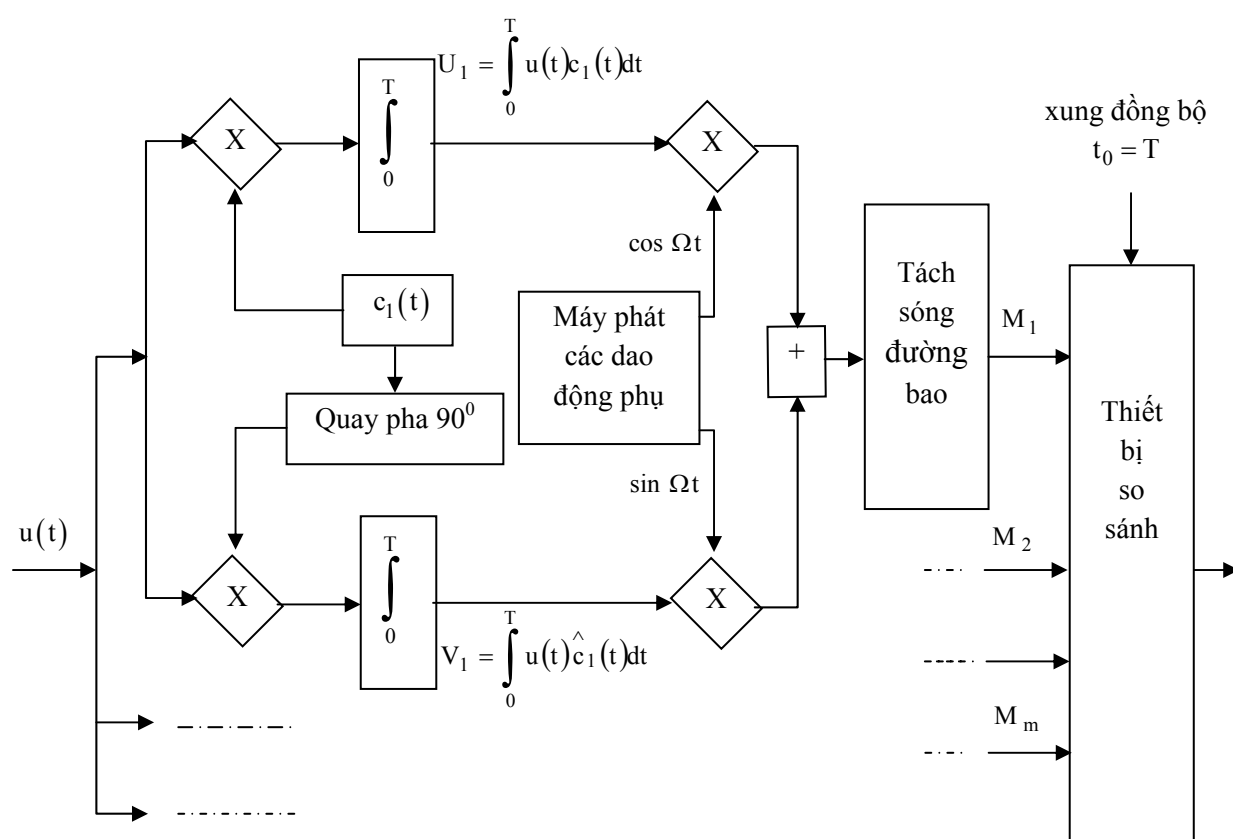 U₁ = ∫₀ᵀ u(t)c₁(t)dt
X
∫₀ᵀ
X
xung đồng bộ
t₀ = T
cos Ωt
c₁(t)
Máy phát
các dao
động phụ
Tách
sóng
đường
bao
M₁
+
Quay pha 90⁰
sin Ωt
Thiết
bị
so
sánh
u(t)
M₂
X
∫₀ᵀ
X
V₁ = ∫₀ᵀ u(t)ĉ₁(t)dt
Mₘ